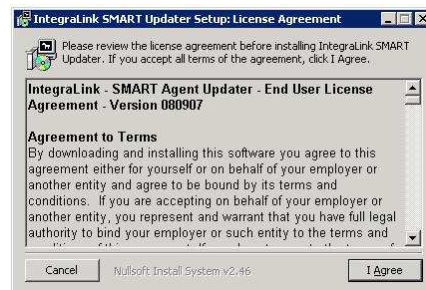 IntegraLink SMART Updater Setup: License Agreement
Please review the license agreement before installing IntegraLink SMART
Updater. If you accept all terms of the agreement, click I Agree.
IntegraLink - SMART Agent Updater - End User License
Agreement - Version 080907
Agreement to Terms
By downloading and installing this software you agree to this
agreement either for yourself or on behalf of your employer or
another entity and agree to be bound by its terms and
conditions.  If you are accepting on behalf of your employer or
another entity, you represent and warrant that you have full legal
authority to bind your employer or such entity to the terms and
Cancel
Nullsoft Install System v2.46
I Agree